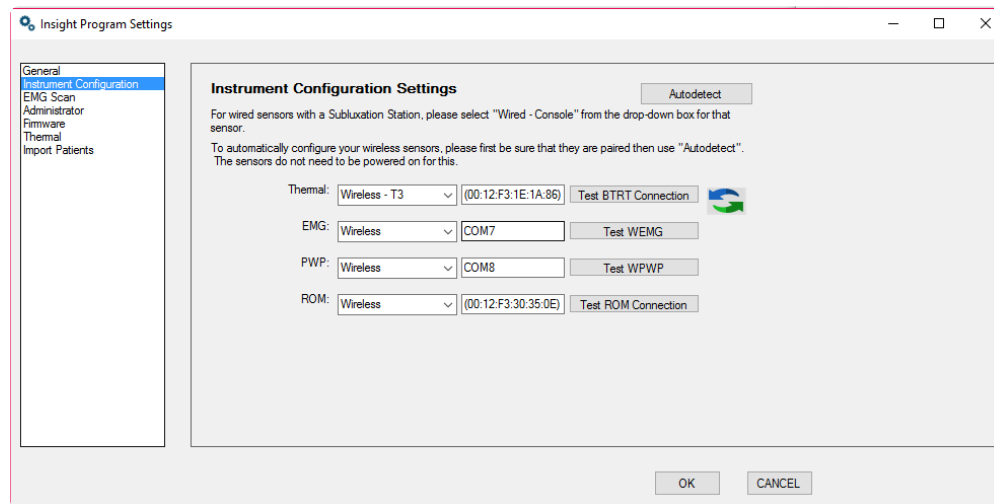 Insight Program Settings
General
Instrument Configuration
EMG Scan
Administrator
Firmware
Thermal
Import Patients
Instrument Configuration Settings
Autodetect
For wired sensors with a Subluxation Station, please select "Wired - Console" from the drop-down box for that
sensor.
To automatically configure your wireless sensors, please first be sure that they are paired then use "Autodetect".
The sensors do not need to be powered on for this.
Thermal: Wireless - T3 (00:12:F3:1E:1A:86) Test BTRT Connection
EMG: Wireless COM7 Test WEMG
PWP: Wireless COM8 Test WPWP
ROM: Wireless (00:12:F3:30:35:0E) Test ROM Connection
OK CANCEL